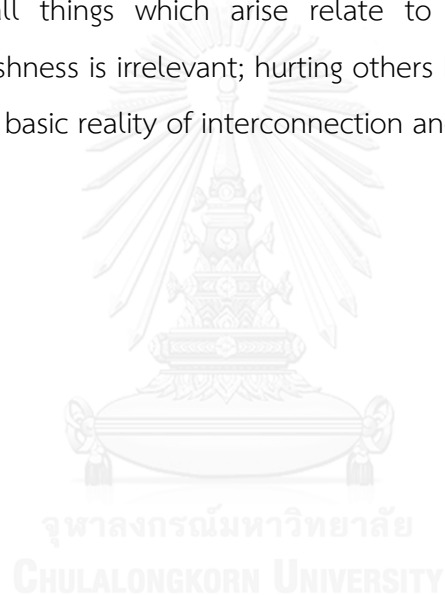 all things which arise relate to
shness is irrelevant; hurting others
basic reality of interconnection an
จุฬาลงกรณ์มหาวิทยาลัย
CHULALONGKORN UNIVERSITY